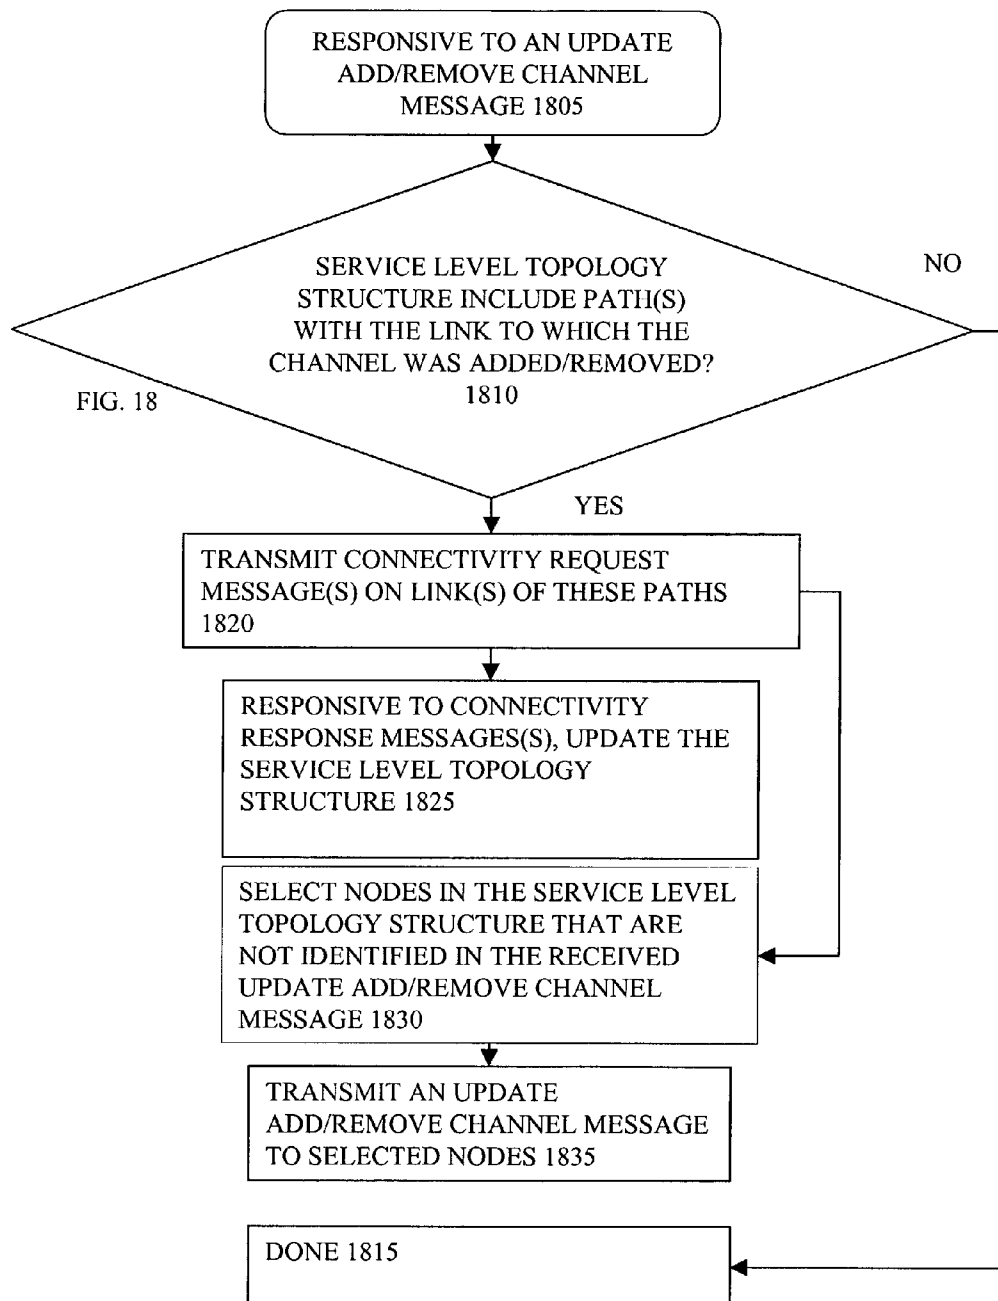 RESPONSIVE TO AN UPDATE
ADD/REMOVE CHANNEL
MESSAGE 1805
SERVICE LEVEL TOPOLOGY
STRUCTURE INCLUDE PATH(S)
WITH THE LINK TO WHICH THE
CHANNEL WAS ADDED/REMOVED?
1810
NO
FIG. 18
YES
TRANSMIT CONNECTIVITY REQUEST
MESSAGE(S) ON LINK(S) OF THESE PATHS
1820
RESPONSIVE TO CONNECTIVITY
RESPONSE MESSAGES(S), UPDATE THE
SERVICE LEVEL TOPOLOGY
STRUCTURE 1825
SELECT NODES IN THE SERVICE LEVEL
TOPOLOGY STRUCTURE THAT ARE
NOT IDENTIFIED IN THE RECEIVED
UPDATE ADD/REMOVE CHANNEL
MESSAGE 1830
TRANSMIT AN UPDATE
ADD/REMOVE CHANNEL MESSAGE
TO SELECTED NODES 1835
DONE 1815